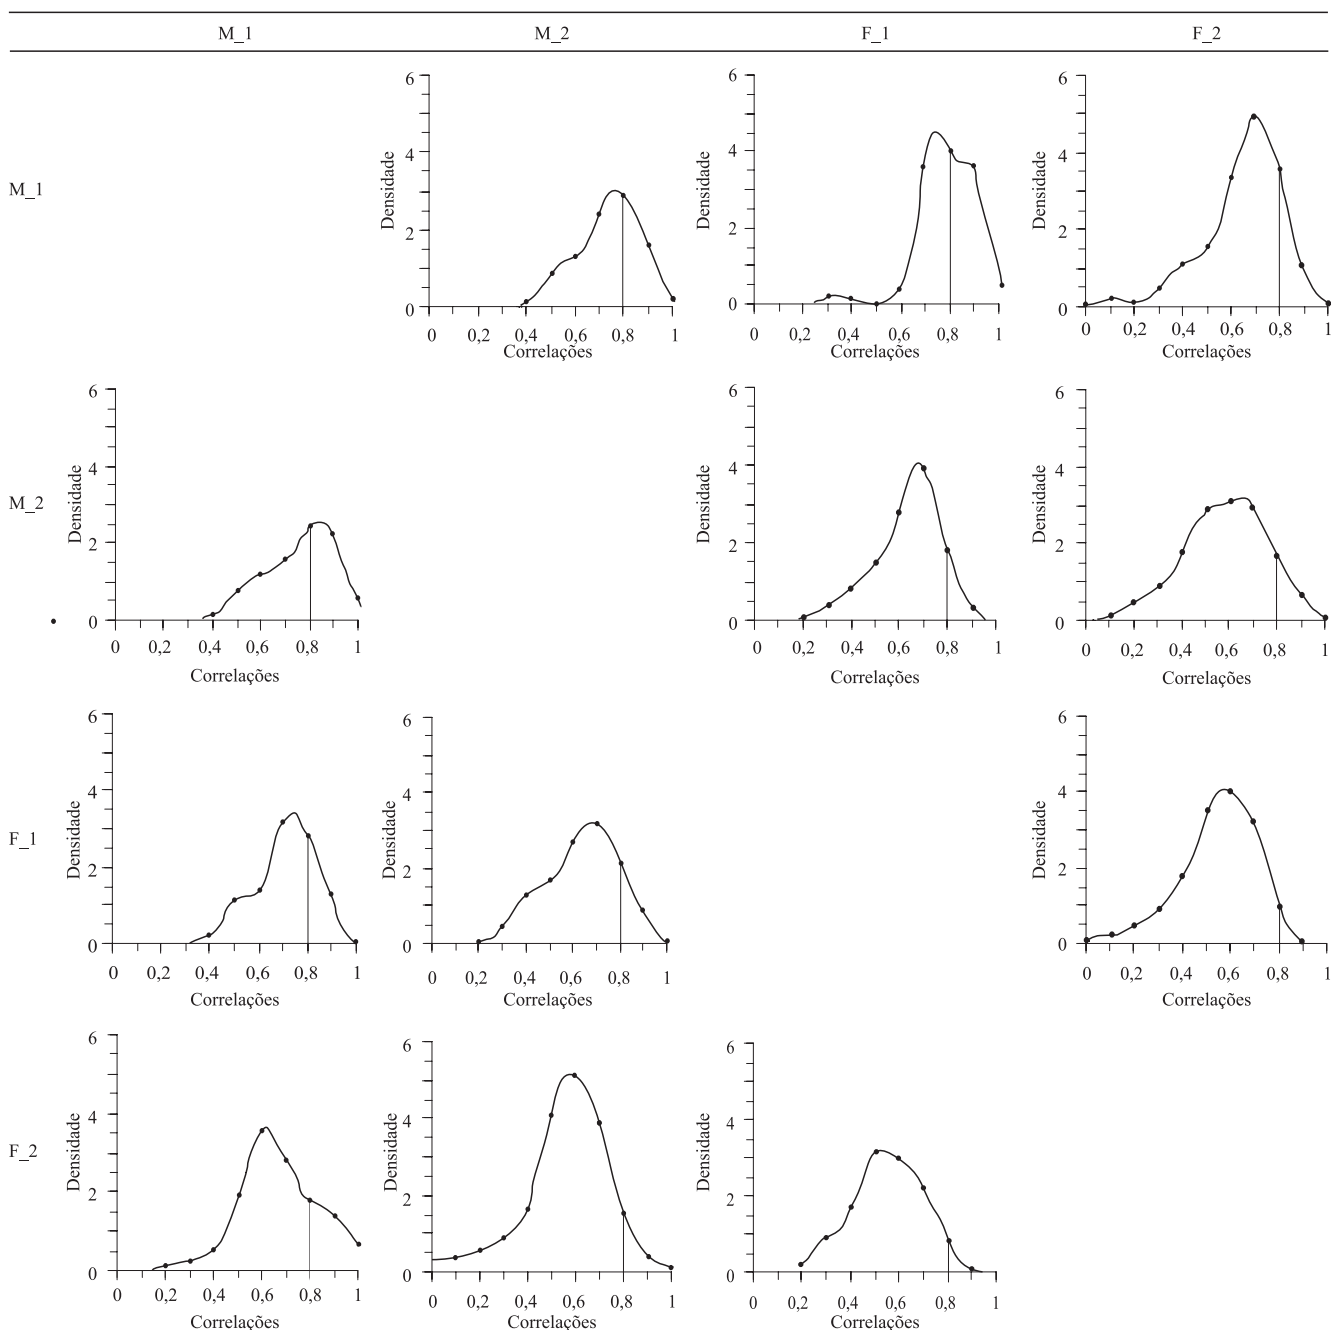 M_1 M_2 F_1 F_2
M_1
6 4 2 0
Densidade
0 0,2 0,4 0,6 0,8 1
Correlações
6 4 2 0
Densidade
0 0,2 0,4 0,6 0,8 1
Correlações
6 4 2 0
Densidade
0 0,2 0,4 0,6 0,8 1
Correlações
M_2
6 4 2 0
Densidade
0 0,2 0,4 0,6 0,8 1
Correlações
6 4 2 0
Densidade
0 0,2 0,4 0,6 0,8 1
Correlações
6 4 2 0
Densidade
0 0,2 0,4 0,6 0,8 1
Correlações
F_1
6 4 2 0
Densidade
0 0,2 0,4 0,6 0,8 1
Correlações
6 4 2 0
Densidade
0 0,2 0,4 0,6 0,8 1
Correlações
6 4 2 0
Densidade
0 0,2 0,4 0,6 0,8 1
Correlações
F_2
6 4 2 0
Densidade
0 0,2 0,4 0,6 0,8 1
Correlações
6 4 2 0
Densidade
0 0,2 0,4 0,6 0,8 1
Correlações
6 4 2 0
Densidade
0 0,2 0,4 0,6 0,8 1
Correlações